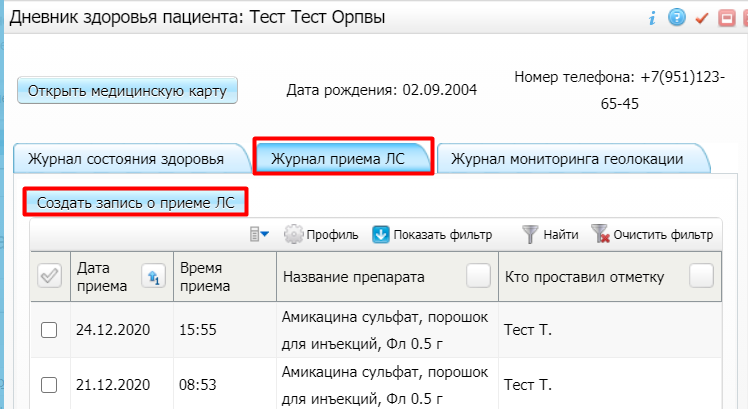 Дневник здоровья пациента: Тест Тест Орпвы
Открыть медицинскую карту
Дата рождения: 02.09.2004
Номер телефона: +7(951)123-
65-45
Журнал состояния здоровья
Журнал приема ЛС
Журнал мониторинга геолокации
Создать запись о приеме ЛС
Профиль
Показать фильтр
Найти
Очистить фильтр
Дата
приема
1
Время
приема
Название препарата
Кто проставил отметку
24.12.2020
15:55
Амикацина сульфат, порошок
для инъекций, Фл 0.5 г
Тест Т.
21.12.2020
08:53
Амикацина сульфат, порошок
для инъекций, Фл 0.5 г
Тест Т.